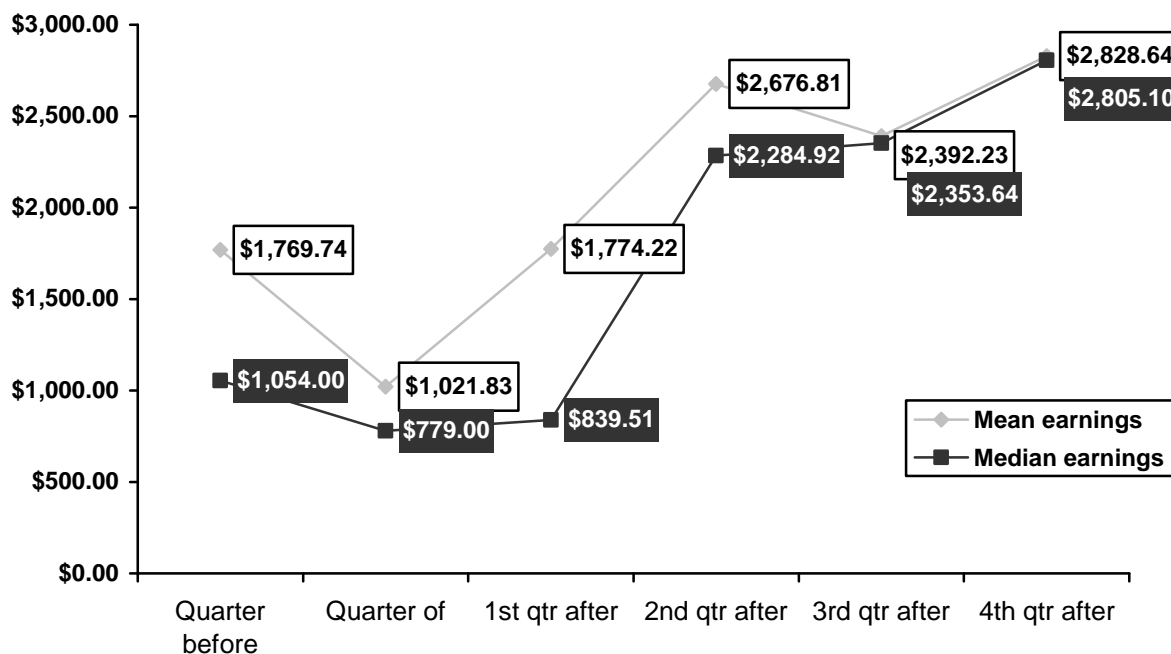 $3,000.00
$2,500.00
$2,000.00
$1,500.00
$1,000.00
$500.00
$0.00
$1,769.74
$1,021.83
$1,774.22
$2,676.81
$2,392.23
$2,828.64
$1,054.00
$779.00
$839.51
$2,284.92
$2,353.64
$2,805.10
Mean earnings
Median earnings
Quarter
before
Quarter of
1st qtr after
2nd qtr after
3rd qtr after
4th qtr after